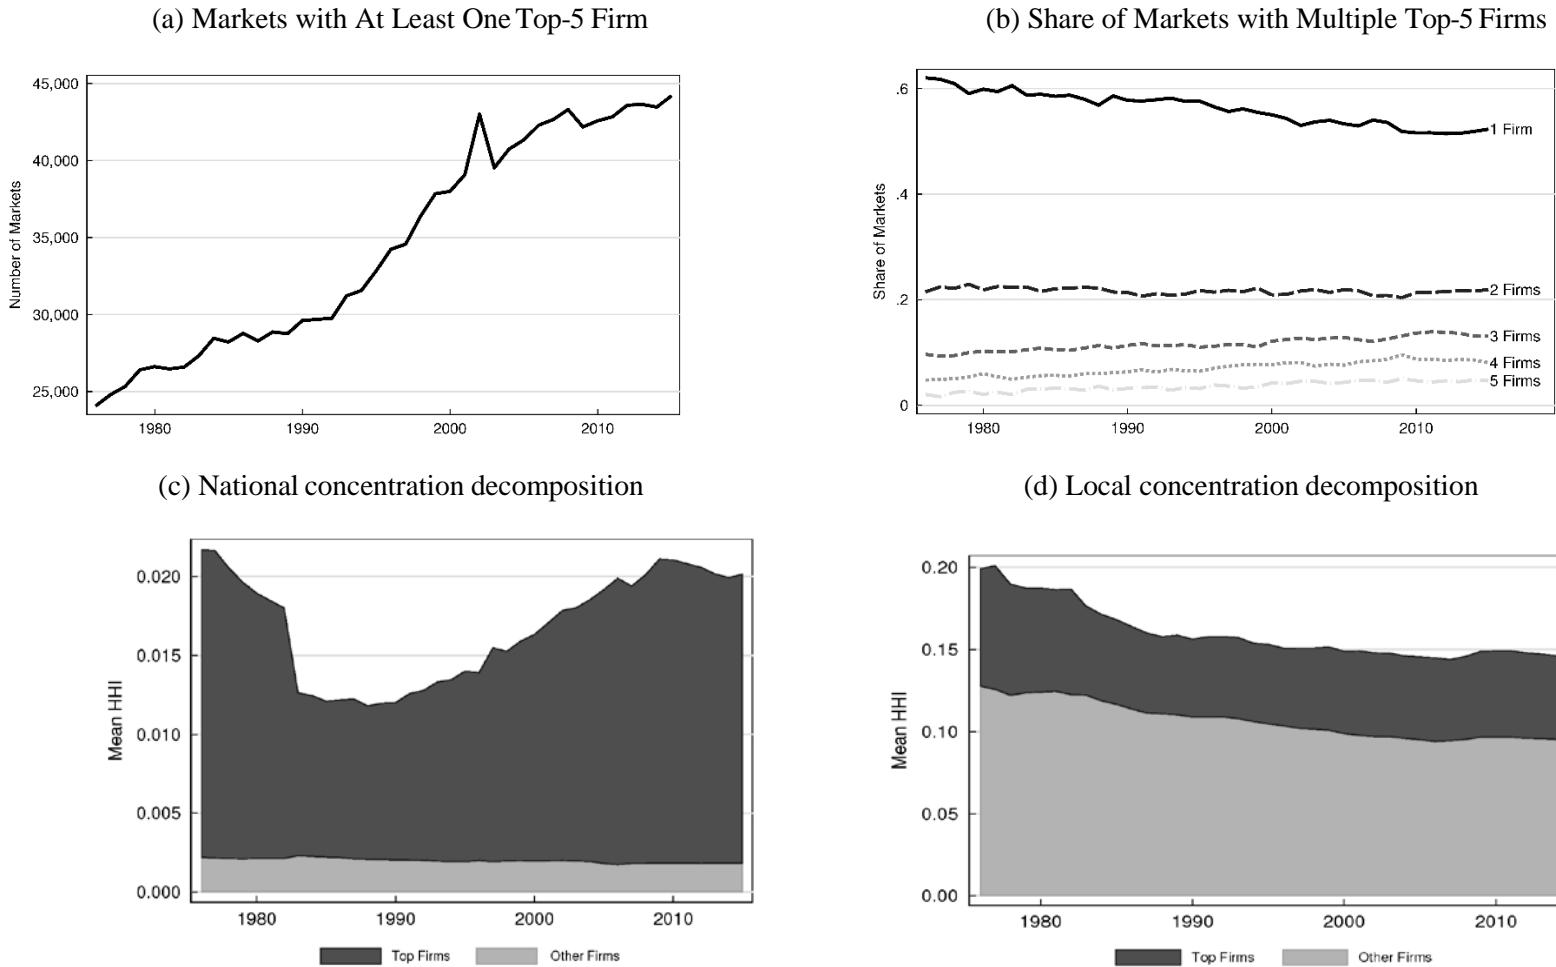 (a) Markets with At Least One Top-5 Firm
45,000
40,000
35,000
30,000
25,000
Number of Markets
1980
1990
2000
2010
(b) Share of Markets with Multiple Top-5 Firms
.6
.4
.2
0
Share of Markets
1 Firm
2 Firms
3 Firms
4 Firms
5 Firms
1980
1990
2000
2010
(c) National concentration decomposition
0.020
0.015
0.010
0.005
0.000
Mean HHI
1980
1990
2000
2010
Top Firms
Other Firms
(d) Local concentration decomposition
0.20
0.15
0.10
0.05
0.00
Mean HHI
1980
1990
2000
2010
Top Firms
Other Firms